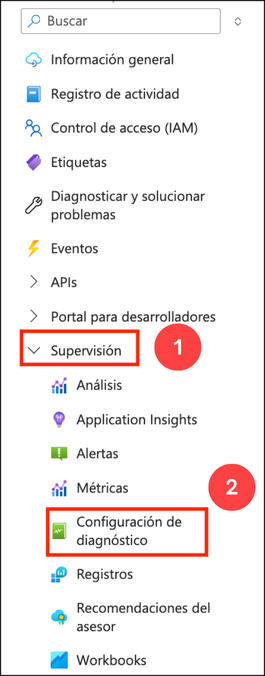 Buscar
Información general
Registro de actividad
Control de acceso (IAM)
Etiquetas
Diagnosticar y solucionar
problemas
Eventos
APIs
Portal para desarrolladores
Supervisión
1
Análisis
Application Insights
Alertas
Métricas
2
Configuración de
diagnóstico
Registros
Recomendaciones del
asesor
Workbooks